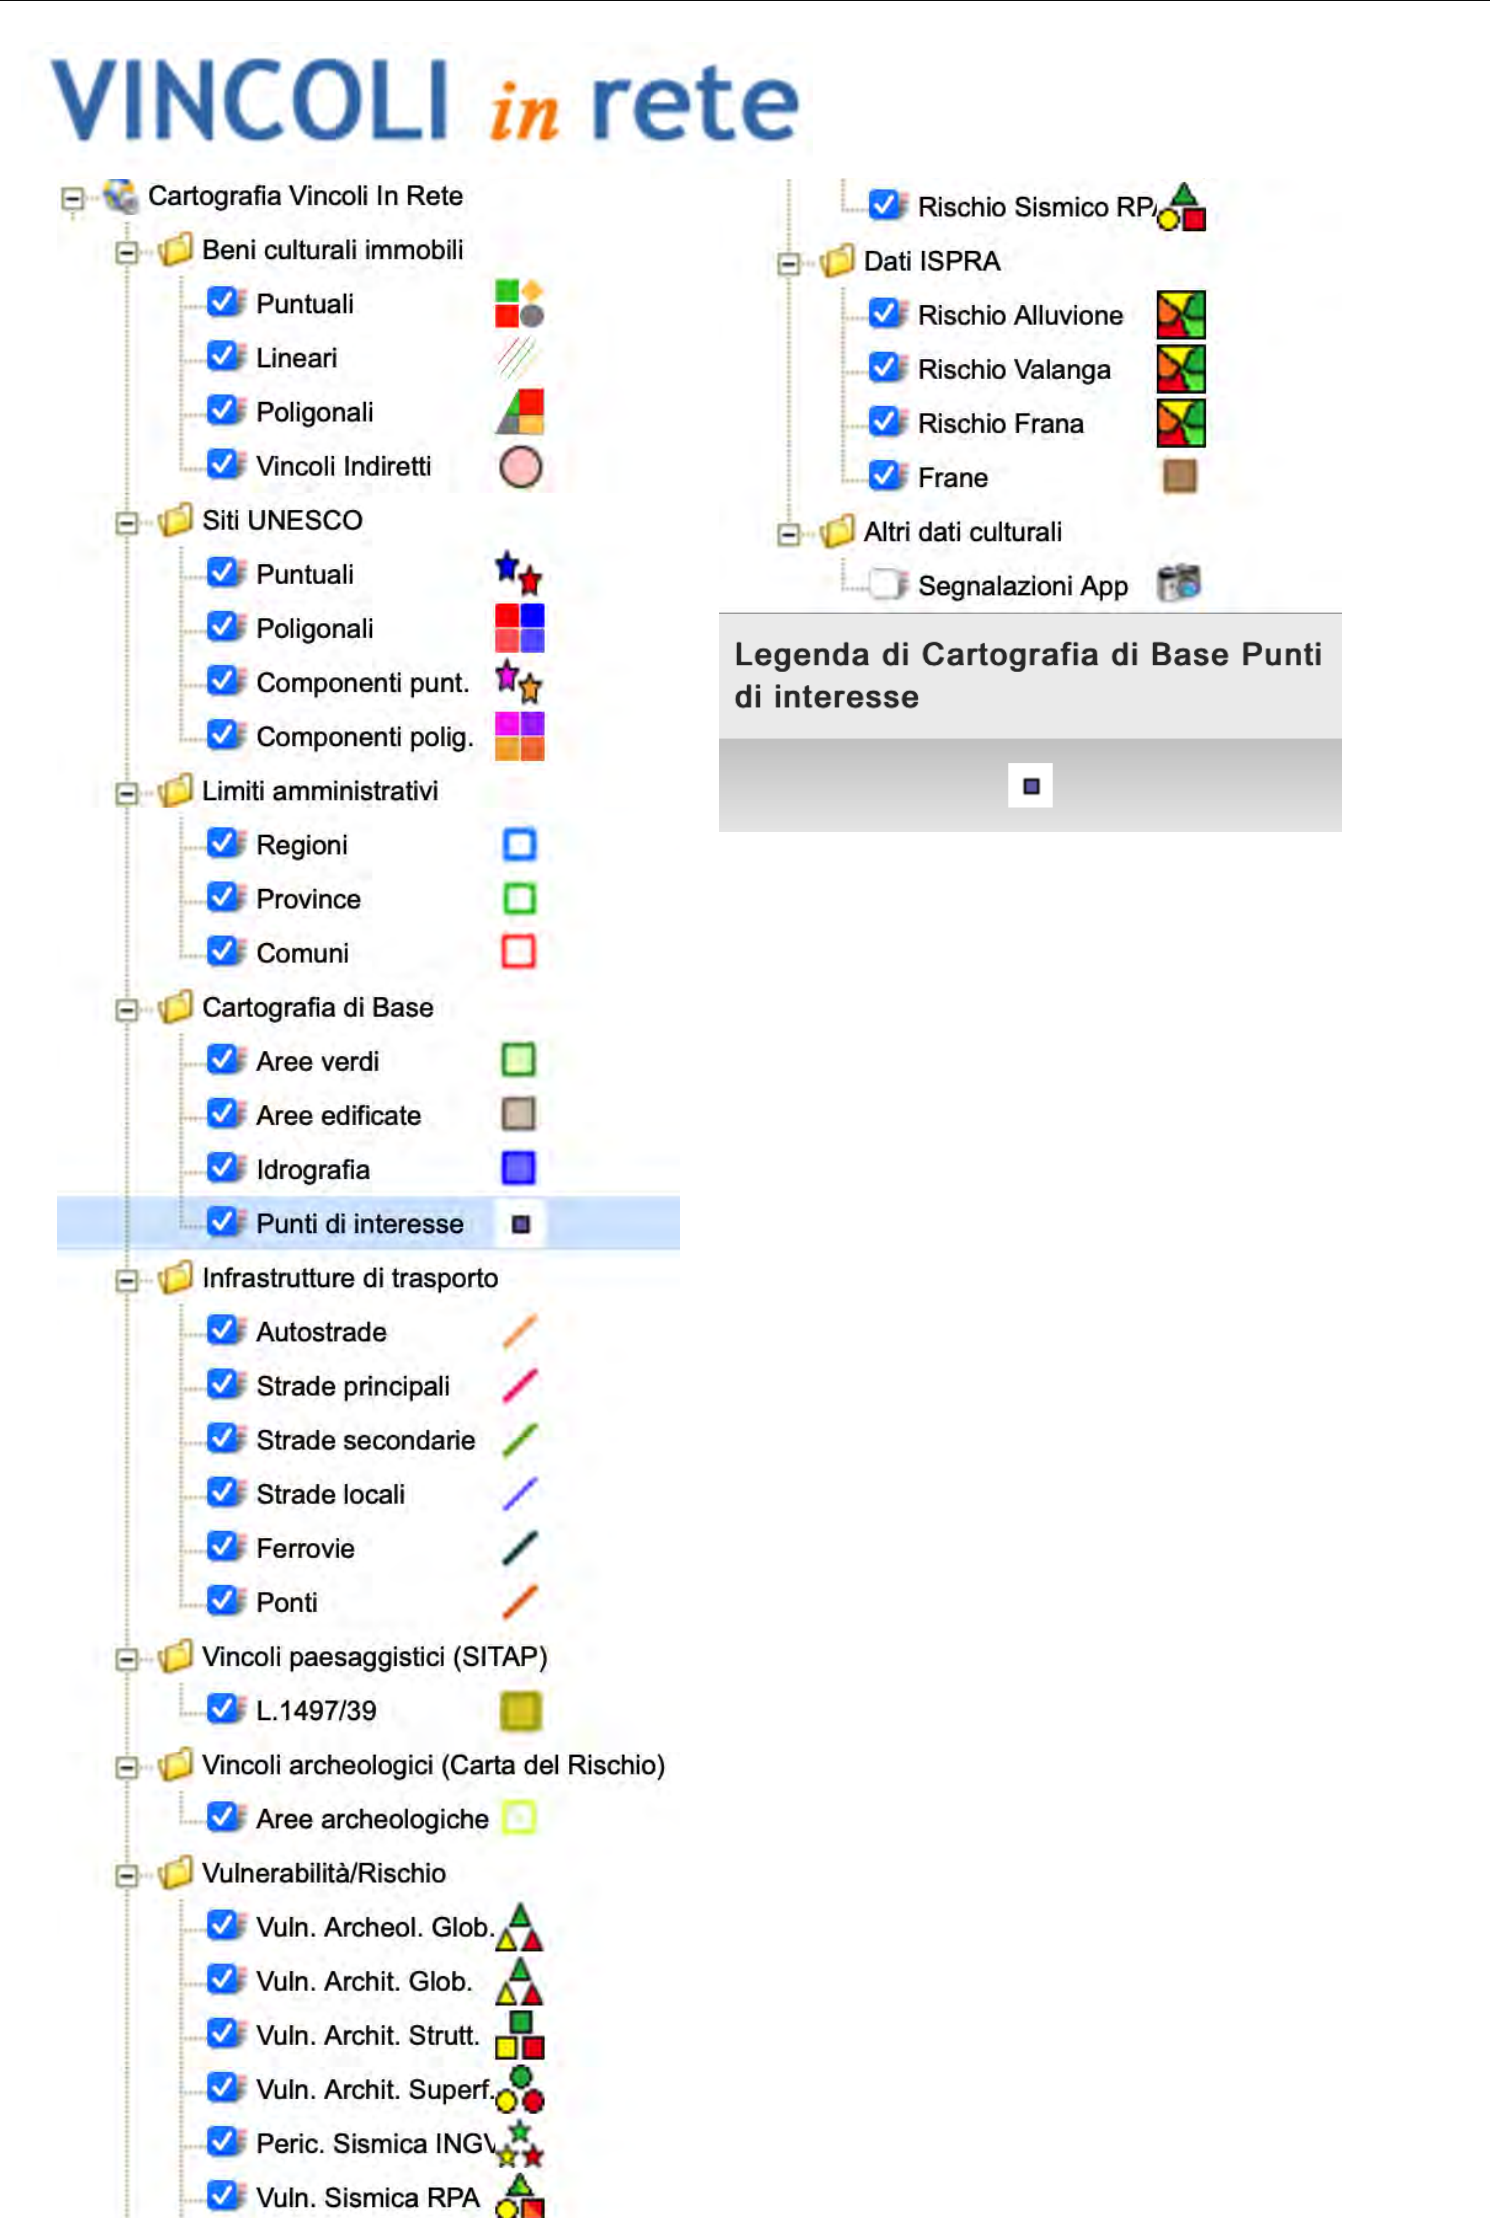 VINCOLI in rete
Cartografia Vincoli In Rete
Beni culturali immobili
Puntuali
Lineari
Poligonali
Vincoli Indiretti
Siti UNESCO
Puntuali
Poligonali
Componenti punt.
Componenti polig.
Limiti amministrativi
Regioni
Province
Comuni
Cartografia di Base
Aree verdi
Aree edificate
Idrografia
Punti di interesse
Infrastrutture di trasporto
Autostrade
Strade principali
Strade secondarie
Strade locali
Ferrovie
Ponti
Vincoli paesaggistici (SITAP)
L.1497/39
Vincoli archeologici (Carta del Rischio)
Aree archeologiche
Vulnerabilità/Rischio
Vuln. Archeol. Glob.
Vuln. Archit. Glob.
Vuln. Archit. Strutt.
Vuln. Archit. Superf.
Peric. Sismica INGV
Vuln. Sismica RPA
Rischio Sismico RPA
Dati ISPRA
Rischio Alluvione
Rischio Valanga
Rischio Frana
Frane
Altri dati culturali
Segnalazioni App
Legenda di Cartografia di Base Punti
di interesse